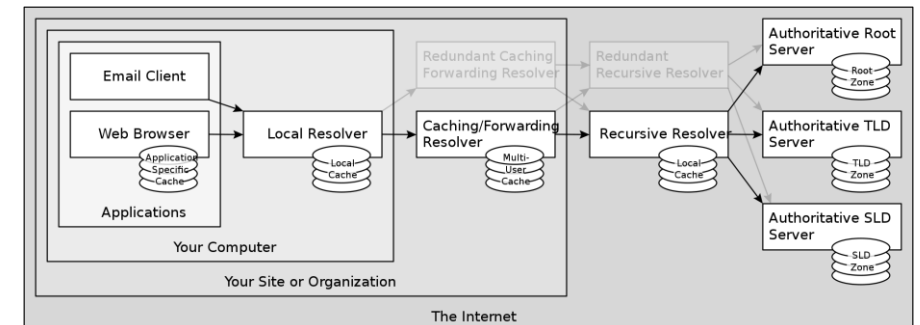 Email Client
Web Browser
Application
Specific
Cache
Applications
Local Resolver
Local
Cache
Your Computer
Redundant Caching
Forwarding Resolver
Caching/Forwarding
Resolver
Multi-
User
Cache
Your Site or Organization
Redundant
Recursive Resolver
Recursive Resolver
Local
Cache
Authoritative Root
Server
Root
Zone
Authoritative TLD
Server
TLD
Zone
Authoritative SLD
Server
SLD
Zone
The Internet